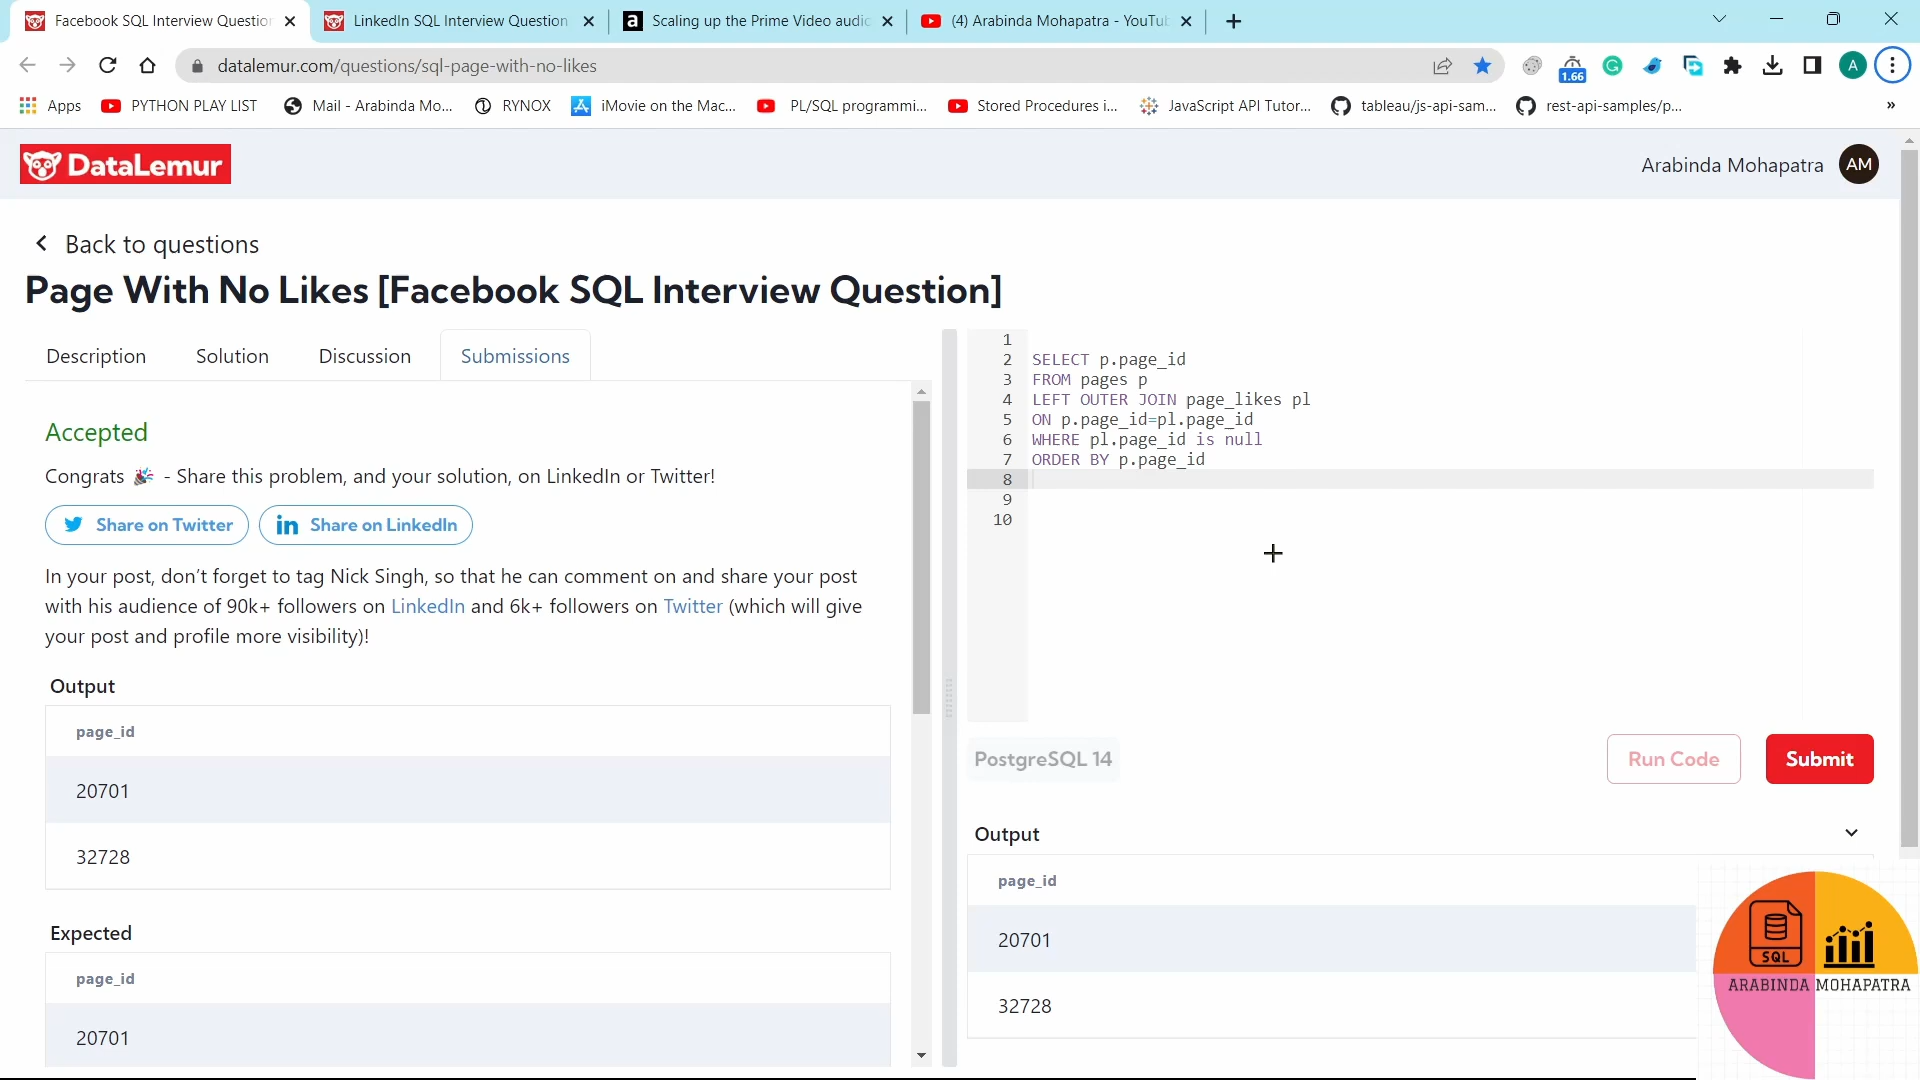 Facebook SQL Interview Question
LinkedIn SQL Interview Question
Scaling up the Prime Video audio
(4) Arabinda Mohapatra - YouTub
datalemur.com/questions/sql-page-with-no-likes
1.66
A
Apps
PYTHON PLAY LIST
Mail - Arabinda Mo...
RYNOX
iMovie on the Mac...
PL/SQL programmi...
Stored Procedures i...
JavaScript API Tutor...
tableau/js-api-sam...
rest-api-samples/p...
»
DataLemur
Arabinda Mohapatra
AM
Back to questions
Page With No Likes [Facebook SQL Interview Question]
Description
Solution
Discussion
Submissions
Accepted
Congrats 🎉 - Share this problem, and your solution, on LinkedIn or Twitter!
Share on Twitter
Share on LinkedIn
In your post, don't forget to tag Nick Singh, so that he can comment on and share your post
with his audience of 90k+ followers on LinkedIn and 6k+ followers on Twitter (which will give
your post and profile more visibility)!
Output
page_id
20701
32728
Expected
page_id
20701
1
2 SELECT p.page_id
3 FROM pages p
4 LEFT OUTER JOIN page_likes pl
5 ON p.page_id=pl.page_id
6 WHERE pl.page_id is null
7 ORDER BY p.page_id
8
9
10
PostgreSQL 14
Run Code
Submit
Output
page_id
20701
32728
SQL
ARABINDA MOHAPATRA